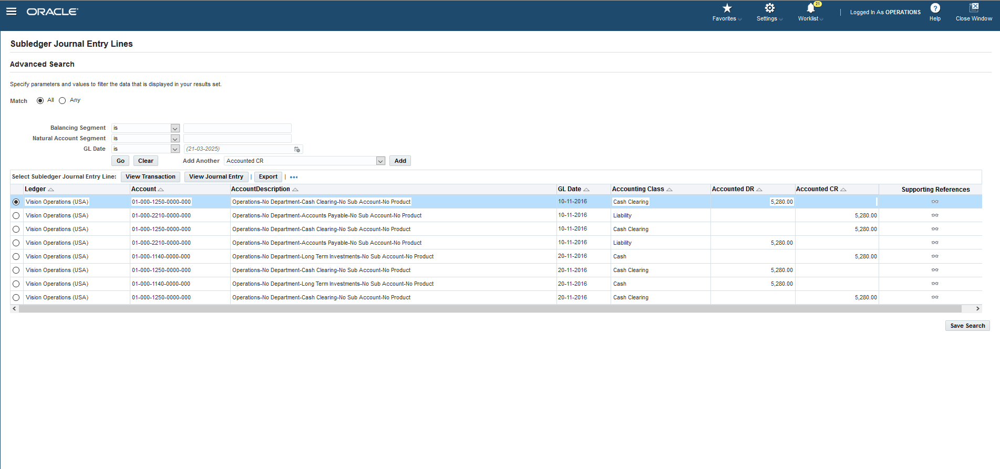 ORACLE
Favorites
Settings
21
Worklist
Logged In As OPERATIONS
Help
Close Window
Subledger Journal Entry Lines
Advanced Search
Specify parameters and values to filter the data that is displayed in your results set.
Match All Any
Balancing Segment is
Natural Account Segment is
GL Date is (21-03-2025)
Go Clear Add Another Accounted CR Add
Select Subledger Journal Entry Line: View Transaction View Journal Entry | Export | •••
Ledger Account AccountDescription GL Date Accounting Class Accounted DR Accounted CR Supporting References
Vision Operations (USA) 01-000-1250-0000-000 Operations-No Department-Cash Clearing-No Sub Account-No Product 10-11-2016 Cash Clearing 5,280.00
Vision Operations (USA) 01-000-2210-0000-000 Operations-No Department-Accounts Payable-No Sub Account-No Product 10-11-2016 Liability 5,280.00
Vision Operations (USA) 01-000-1250-0000-000 Operations-No Department-Cash Clearing-No Sub Account-No Product 10-11-2016 Cash Clearing 5,280.00
Vision Operations (USA) 01-000-2210-0000-000 Operations-No Department-Accounts Payable-No Sub Account-No Product 10-11-2016 Liability 5,280.00
Vision Operations (USA) 01-000-1140-0000-000 Operations-No Department-Long Term Investments-No Sub Account-No Product 20-11-2016 Cash 5,280.00
Vision Operations (USA) 01-000-1250-0000-000 Operations-No Department-Cash Clearing-No Sub Account-No Product 20-11-2016 Cash Clearing 5,280.00
Vision Operations (USA) 01-000-1140-0000-000 Operations-No Department-Long Term Investments-No Sub Account-No Product 20-11-2016 Cash 5,280.00
Vision Operations (USA) 01-000-1250-0000-000 Operations-No Department-Cash Clearing-No Sub Account-No Product 20-11-2016 Cash Clearing 5,280.00
Save Search